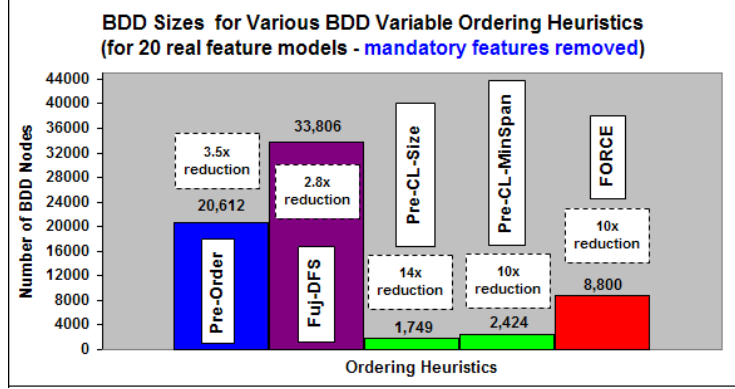 BDD Sizes for Various BDD Variable Ordering Heuristics
(for 20 real feature models - mandatory features removed)
Number of BDD Nodes
44000
40000
36000
32000
28000
24000
20000
16000
12000
8000
4000
0
3.5x
reduction
20,612
Pre-Order
33,806
2.8x
reduction
Fuj-DFS
Pre-CL-Size
14x
reduction
1,749
Pre-CL-MinSpan
10x
reduction
2,424
FORCE
10x
reduction
8,800
Ordering Heuristics